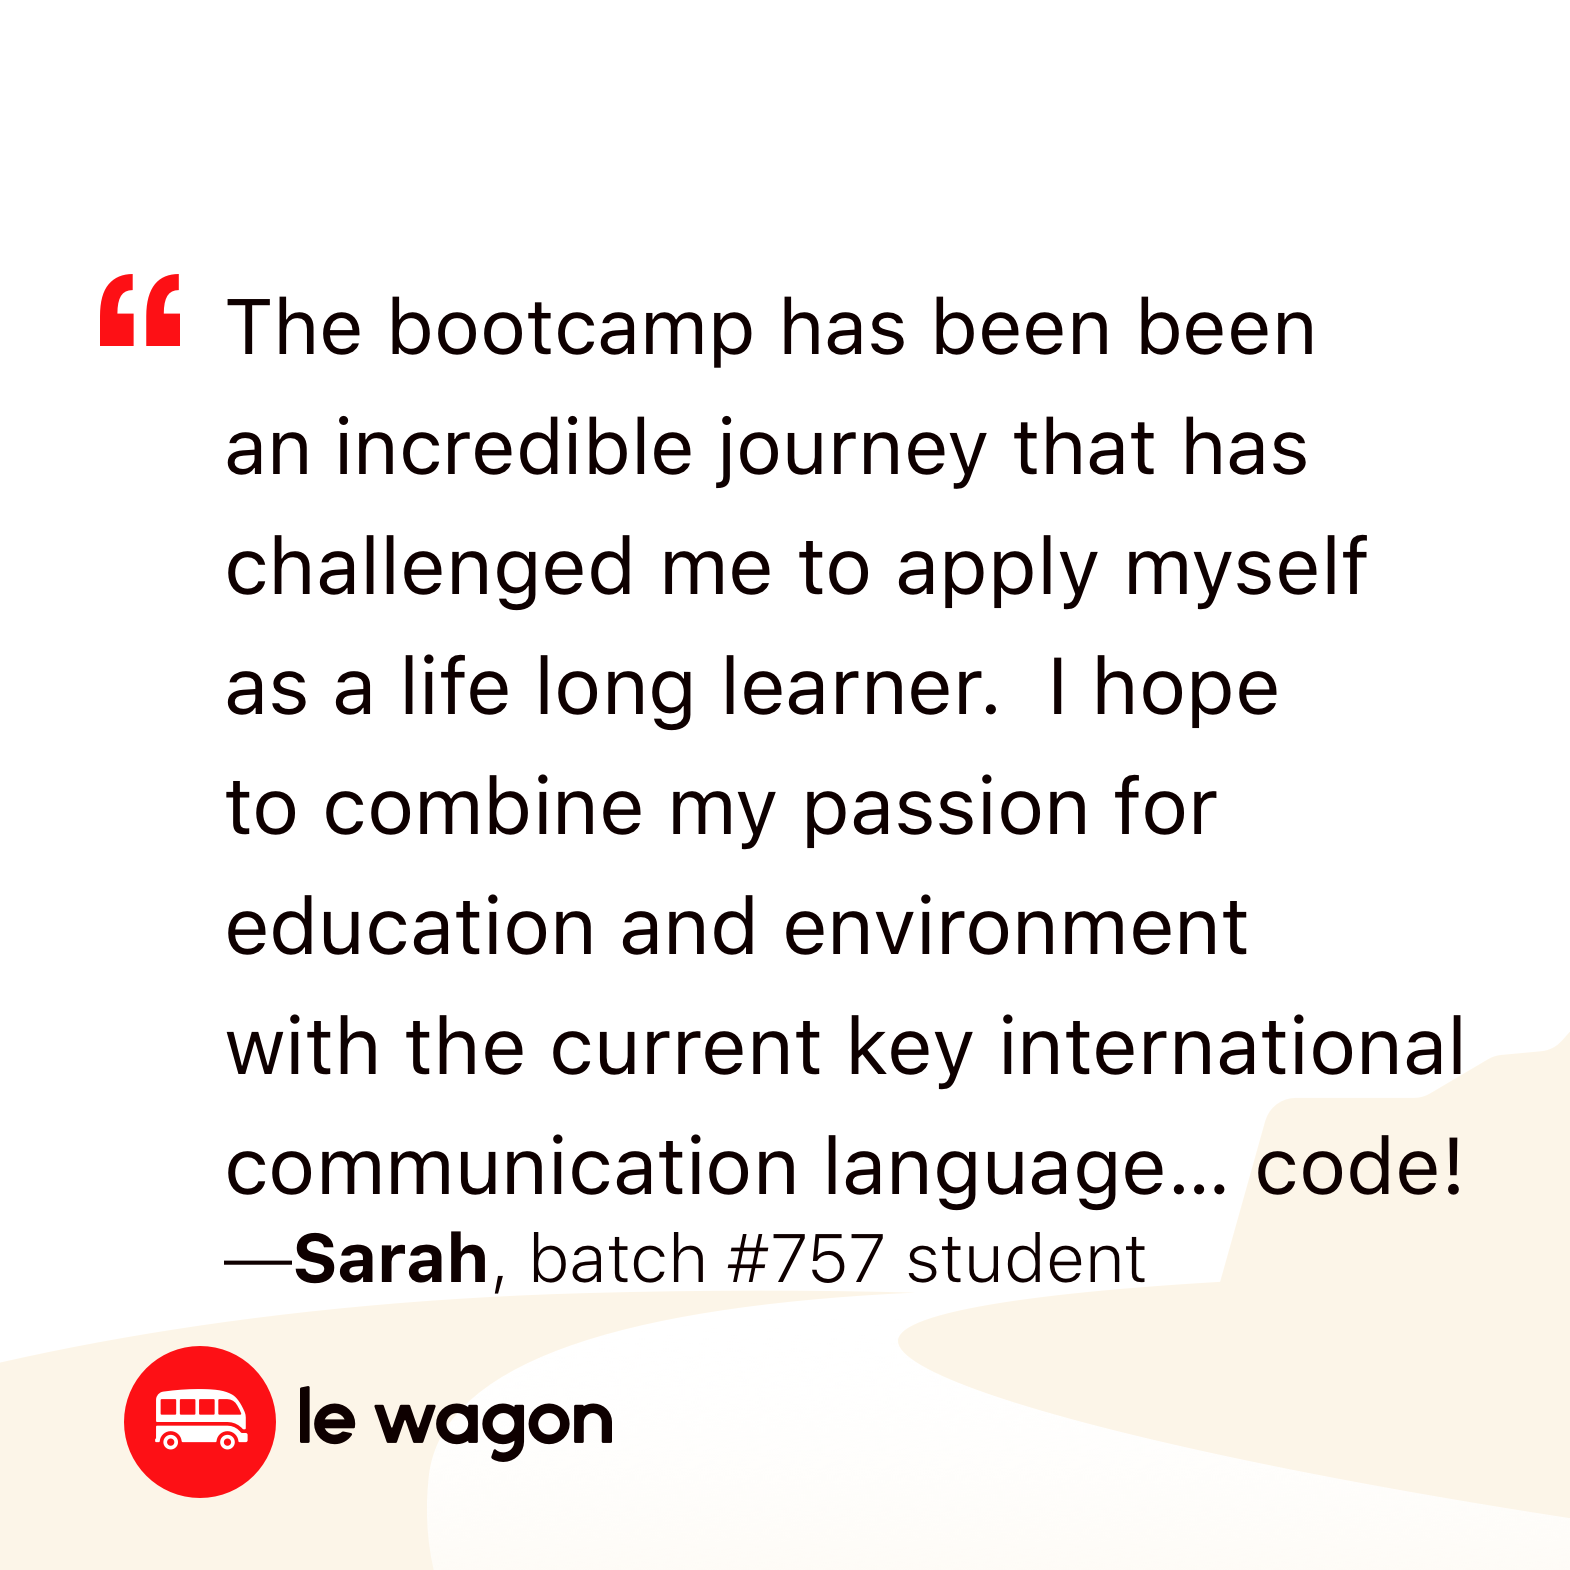 “The bootcamp has been been
an incredible journey that has
challenged me to apply myself
as a life long learner.  I hope
to combine my passion for
education and environment
with the current key international
communication language... code!
—Sarah, batch #757 student
le wagon